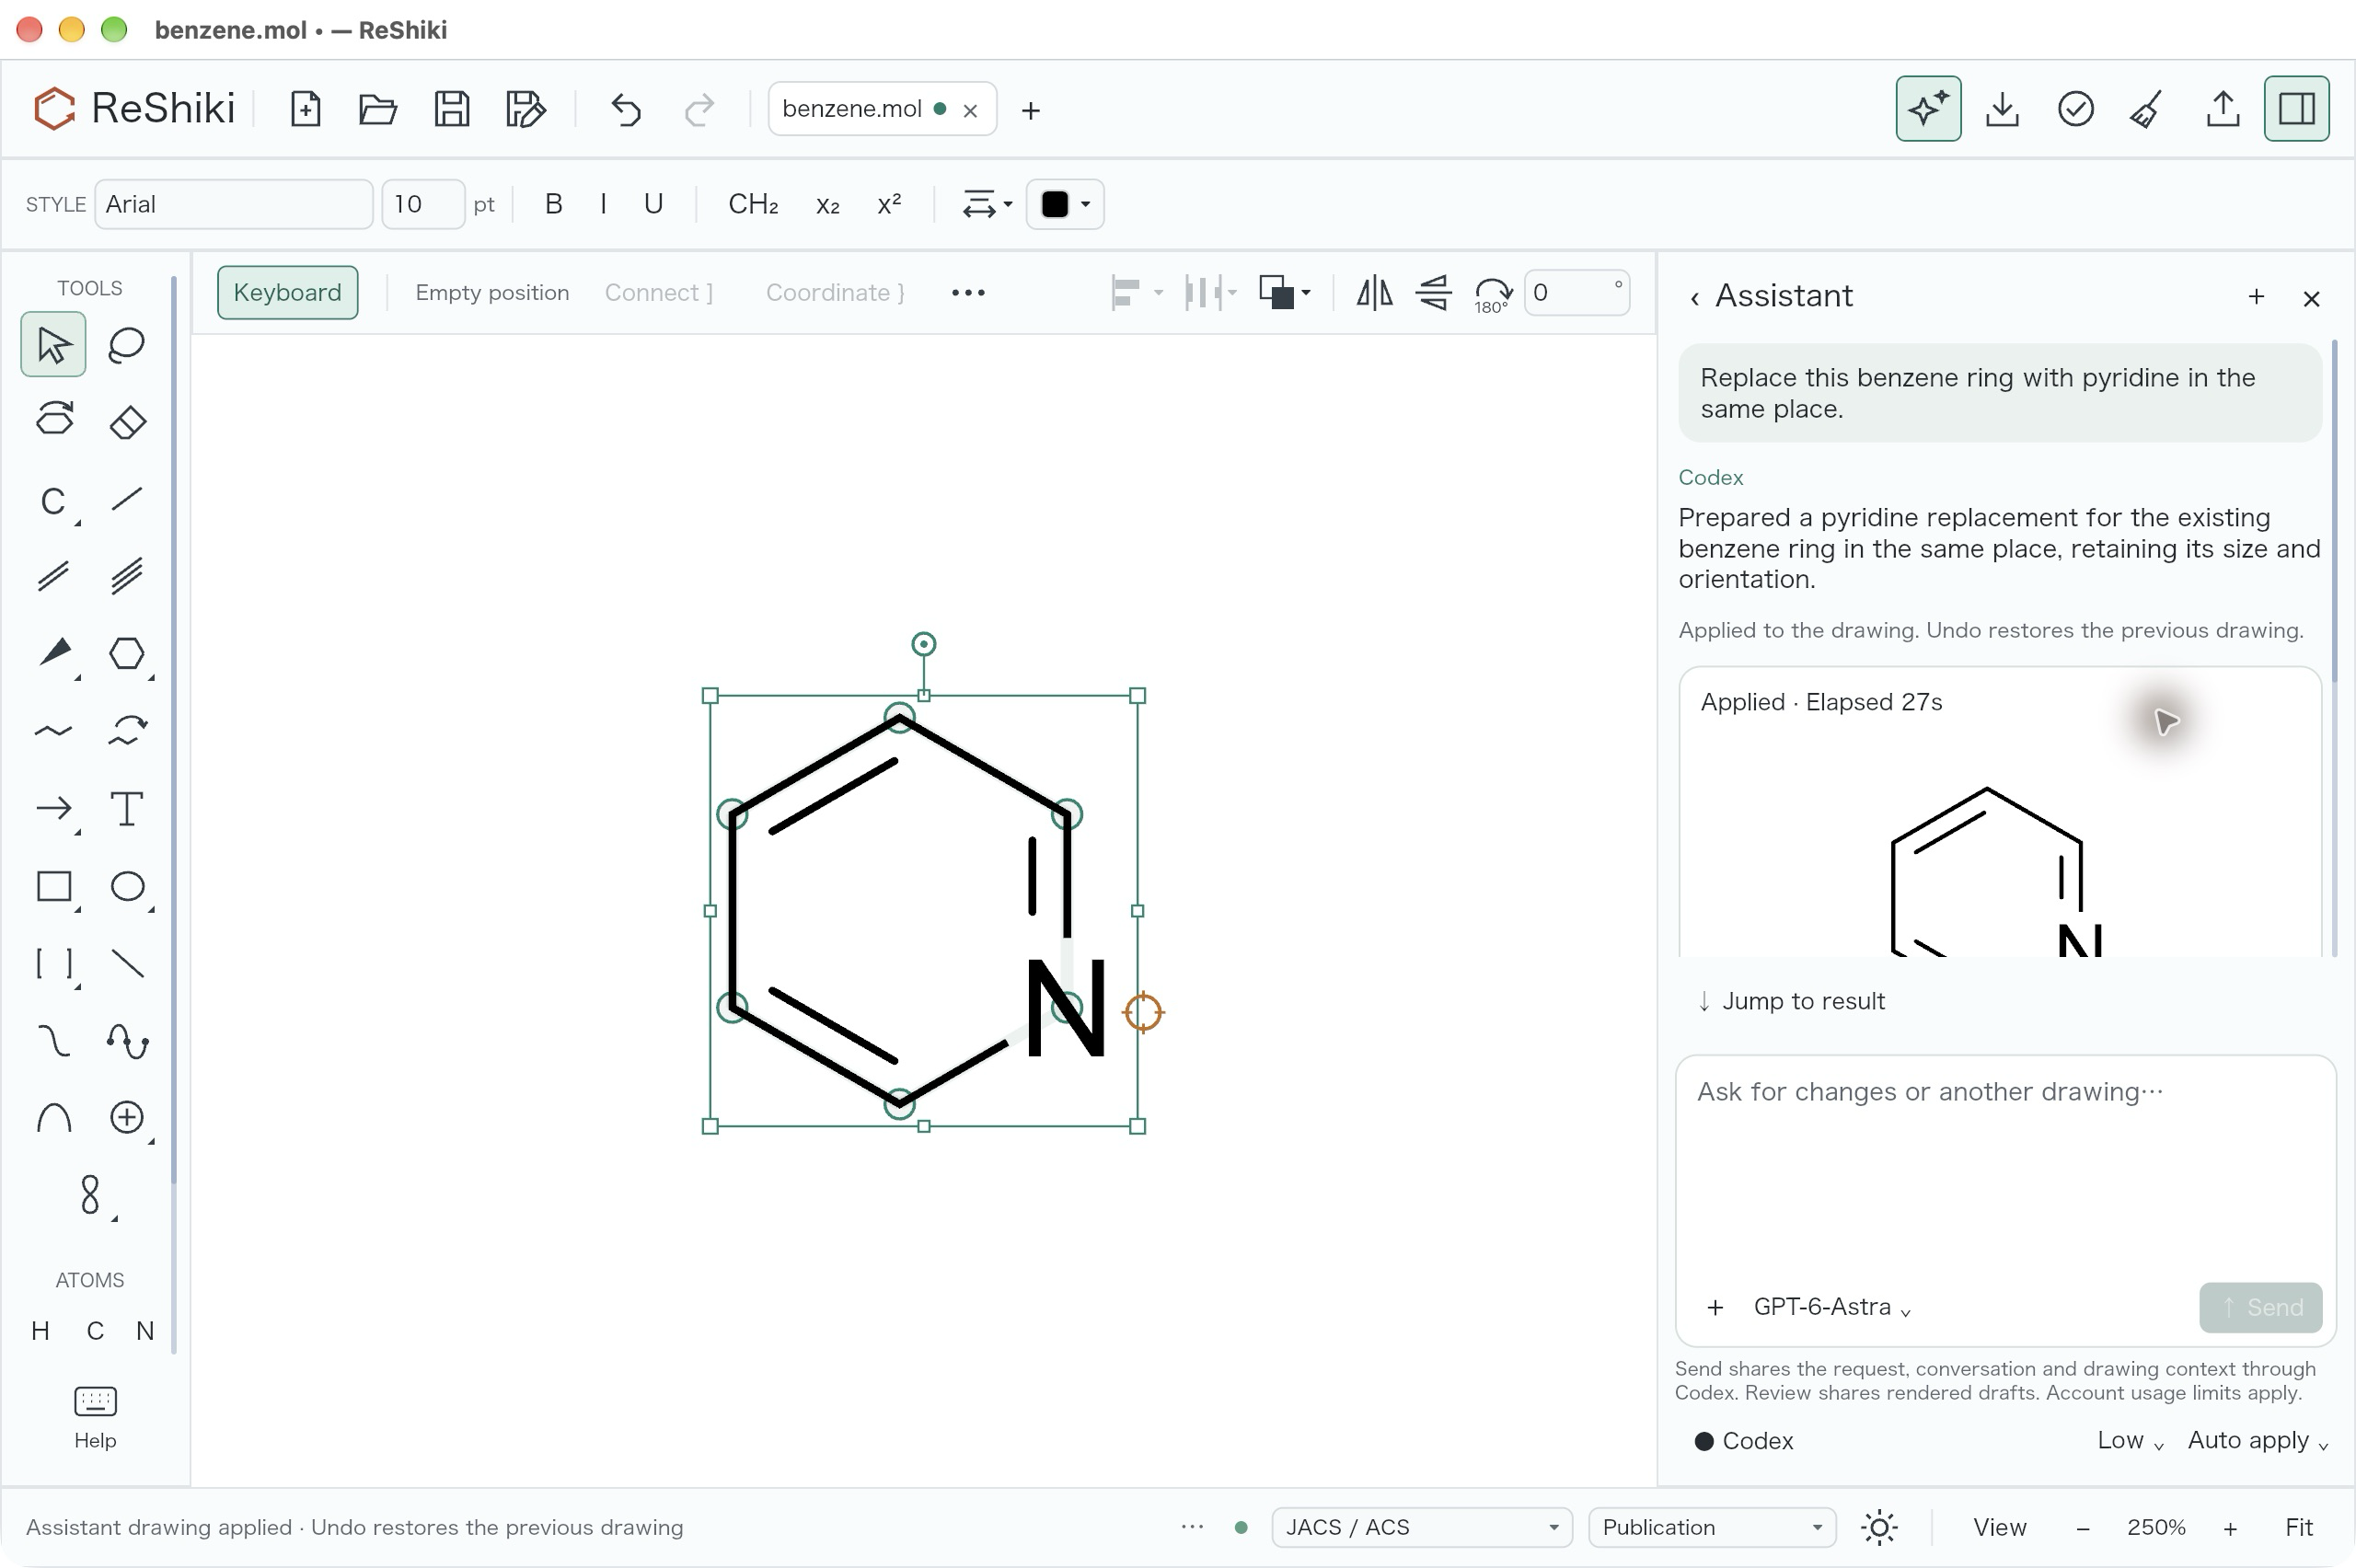 benzene.mol • — ReShiki
ReShiki
benzene.mol
STYLE Arial 10 pt B I U CH₂ x₂ x²
TOOLS
Keyboard Empty position Connect ] Coordinate } 180° 0 °
C
T
ATOMS
H C N
Help
N
Assistant
Replace this benzene ring with pyridine in the
same place.
Codex
Prepared a pyridine replacement for the existing
benzene ring in the same place, retaining its size and
orientation.
Applied to the drawing. Undo restores the previous drawing.
Applied · Elapsed 27s
N
↓ Jump to result
Ask for changes or another drawing···
+ GPT-6-Astra ↑ Send
Send shares the request, conversation and drawing context through
Codex. Review shares rendered drafts. Account usage limits apply.
Codex Low Auto apply
Assistant drawing applied · Undo restores the previous drawing ··· JACS / ACS Publication View − 250% + Fit